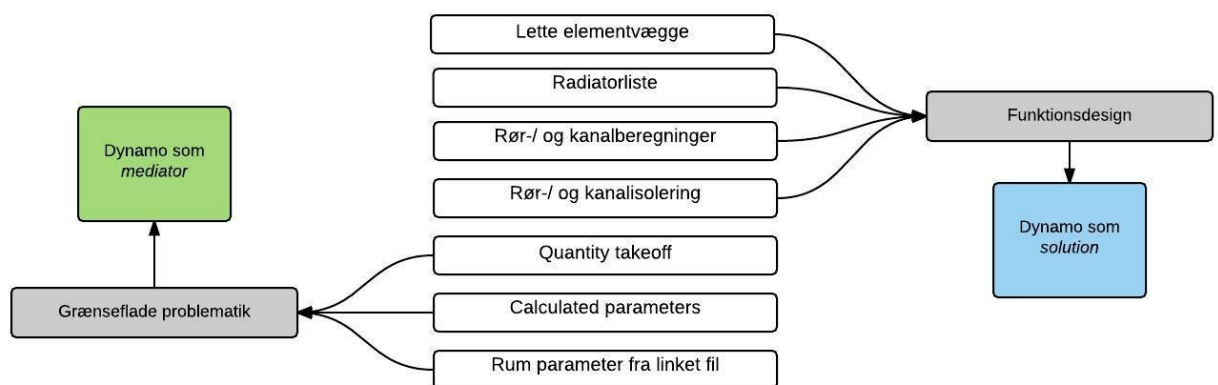 Lette elementvægge
Radiatorliste
Rør-/ og kanalberegninger
Rør-/ og kanalisolering
Quantity takeoff
Calculated parameters
Rum parameter fra linket fil
Dynamo som
mediator
Grænseflade problematik
Funktionsdesign
Dynamo som
solution